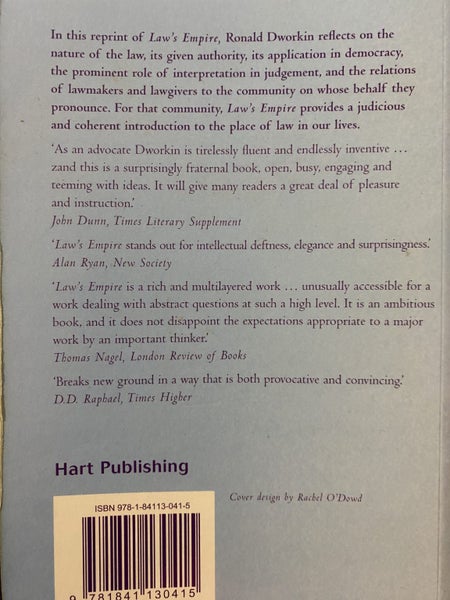 In this reprint of Law's Empire, Ronald Dworkin reflects on the
nature of the law, its given authority, its application in democracy,
the prominent role of interpretation in judgement, and the relations
of lawmakers and lawgivers to the community on whose behalf they
pronounce. For that community, Law's Empire provides a judicious
and coherent introduction to the place of law in our lives.
'As an advocate Dworkin is tirelessly fluent and endlessly inventive ...
zand this is a surprisingly fraternal book, open, busy, engaging and
teeming with ideas. It will give many readers a great deal of pleasure
and instruction.'
John Dunn, Times Literary Supplement
'Law's Empire stands out for intellectual deftness, elegance and surprisingness.'
Alan Ryan, New Society
'Law's Empire is a rich and multilayered work ... unusually accessible for a
work dealing with abstract questions at such a high level. It is an ambitious
book, and it does not disappoint the expectations appropriate to a major
work by an important thinker.'
Thomas Nagel, London Review of Books
'Breaks new ground in a way that is both provocative and convincing.'
D.D. Raphael, Times Higher
Hart Publishing
Cover design by Rachel O'Dowd
ISBN 978-1-84113-041-5
9 781841 130415